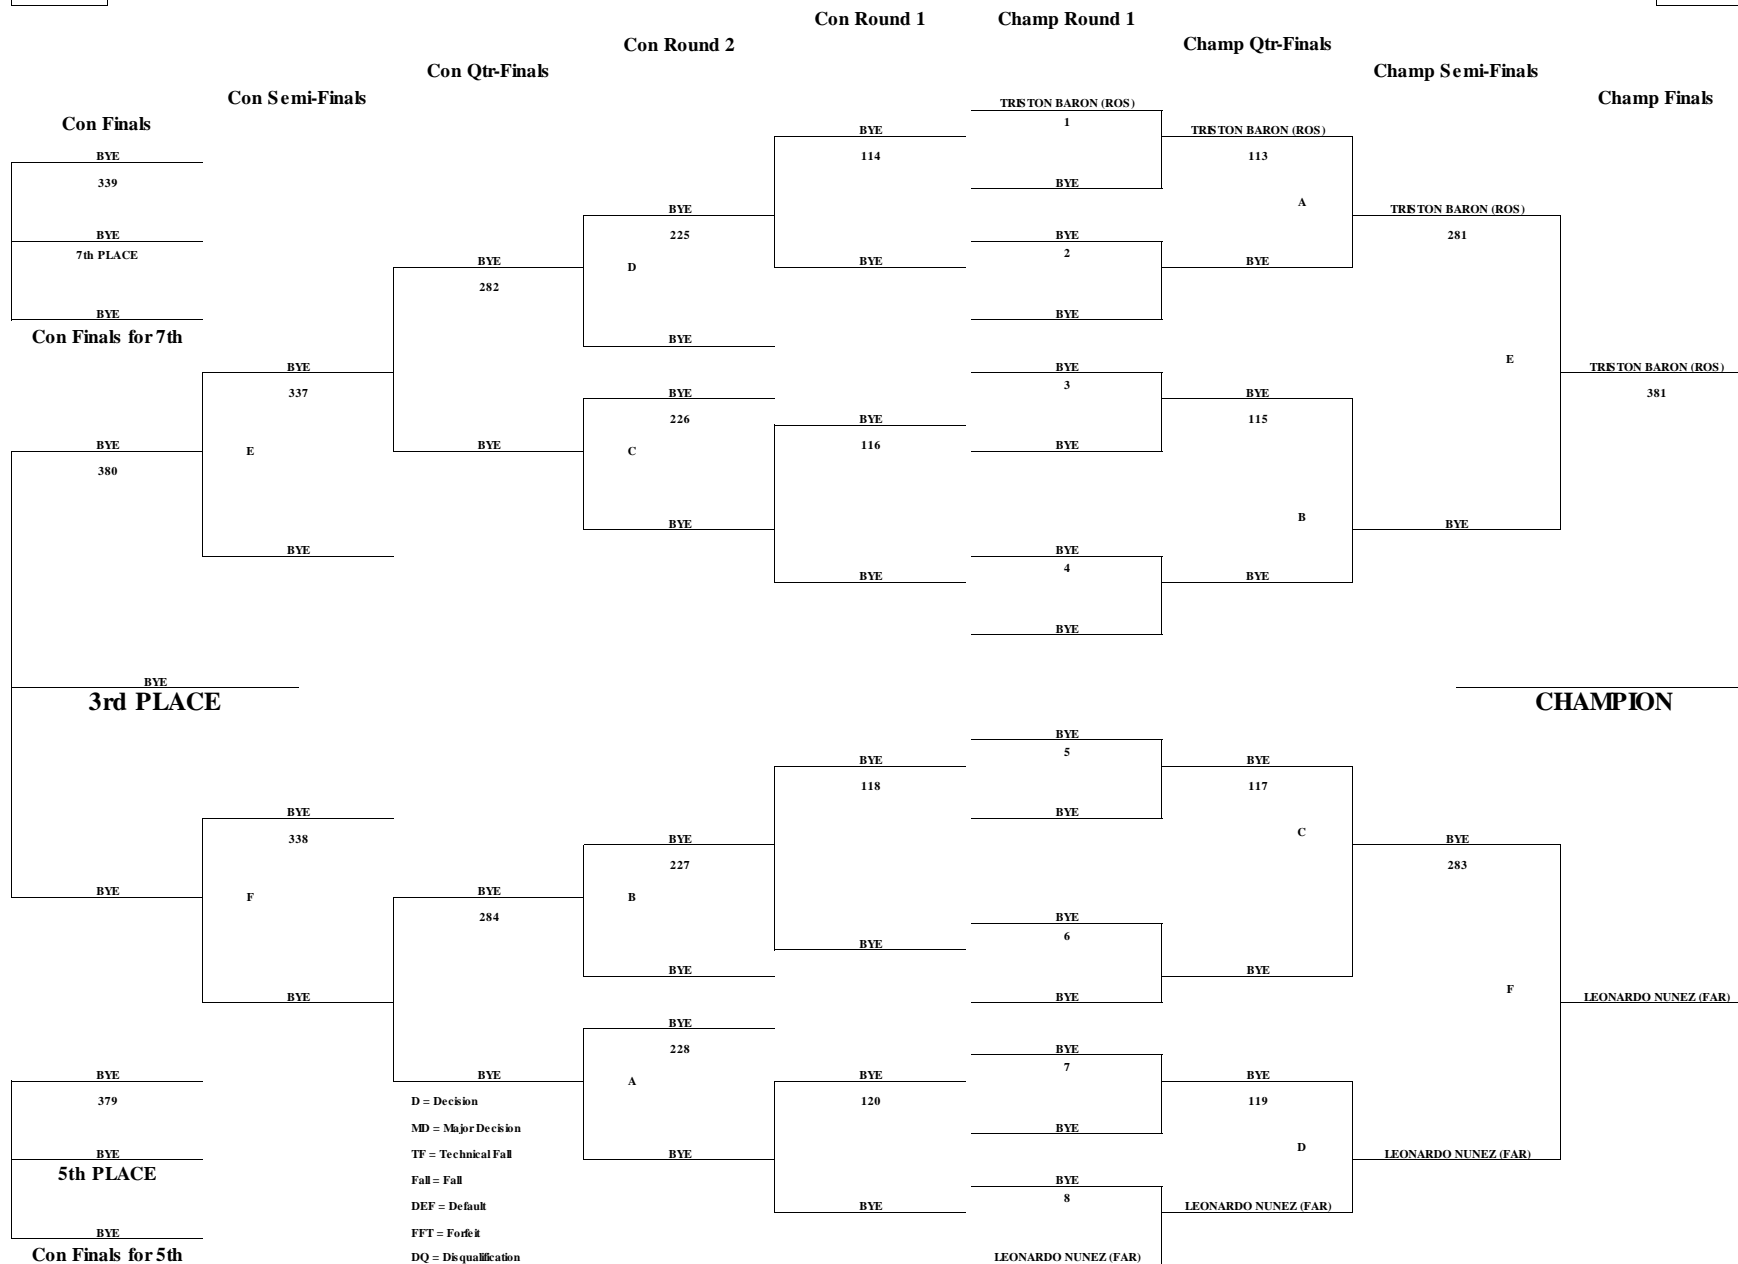 Con Round 1
Champ Round 1
Con Round 2
Champ Qtr-Finals
Con Qtr-Finals
Champ Semi-Finals
Con Semi-Finals
Champ Finals
Con Finals
TRISTON BARON (ROS)
1
BYE
TRISTON BARON (ROS)
BYE
114
113
339
BYE
A
BYE
TRISTON BARON (ROS)
BYE
BYE
225
281
7th PLACE
2
BYE
BYE
BYE
D
282
BYE
BYE
Con Finals for 7th
BYE
E
BYE
BYE
TRISTON BARON (ROS)
3
337
381
BYE
BYE
226
BYE
115
BYE
BYE
116
BYE
E
C
380
B
BYE
BYE
BYE
BYE
4
BYE
BYE
BYE
BYE
3rd PLACE
CHAMPION
BYE
5
BYE
BYE
118
117
BYE
BYE
C
338
BYE
BYE
227
283
BYE
F
BYE
B
284
BYE
6
BYE
BYE
BYE
F
BYE
BYE
LEONARDO NUNEZ (FAR)
BYE
228
BYE
7
BYE
BYE
A
BYE
BYE
379
D = Decision
120
119
MD = Major Decision
BYE
D
BYE
TF = Technical Fall
BYE
LEONARDO NUNEZ (FAR)
5th PLACE
Fall = Fall
BYE
8
DEF = Default
BYE
LEONARDO NUNEZ (FAR)
BYE
FFT = Forfeit
Con Finals for 5th
DQ = Disqualification
LEONARDO NUNEZ (FAR)